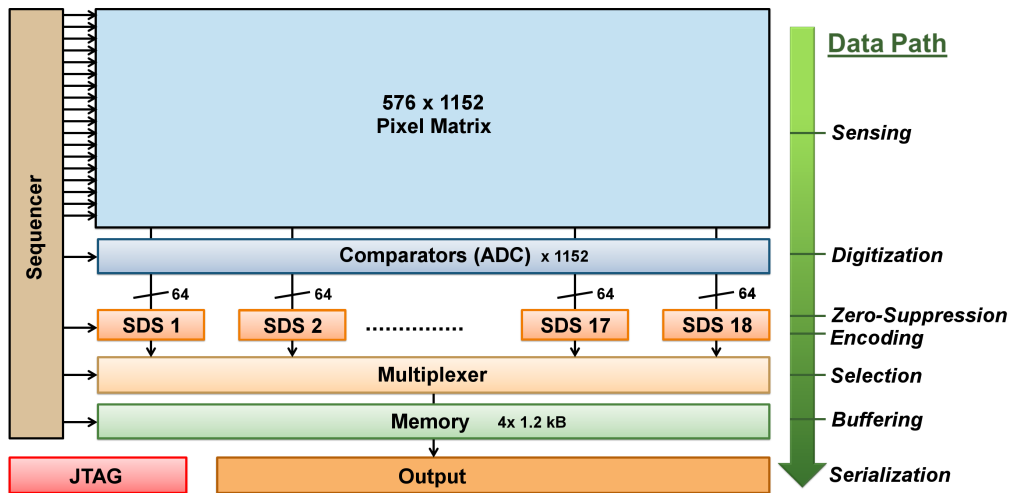 Sequencer
576 x 1152
Pixel Matrix
Comparators (ADC) x 1152
64
64
64
64
SDS 1
SDS 2
................
SDS 17
SDS 18
Multiplexer
Memory 4x 1.2 kB
JTAG
Output
Data Path
Sensing
Digitization
Zero-Suppression
Encoding
Selection
Buffering
Serialization